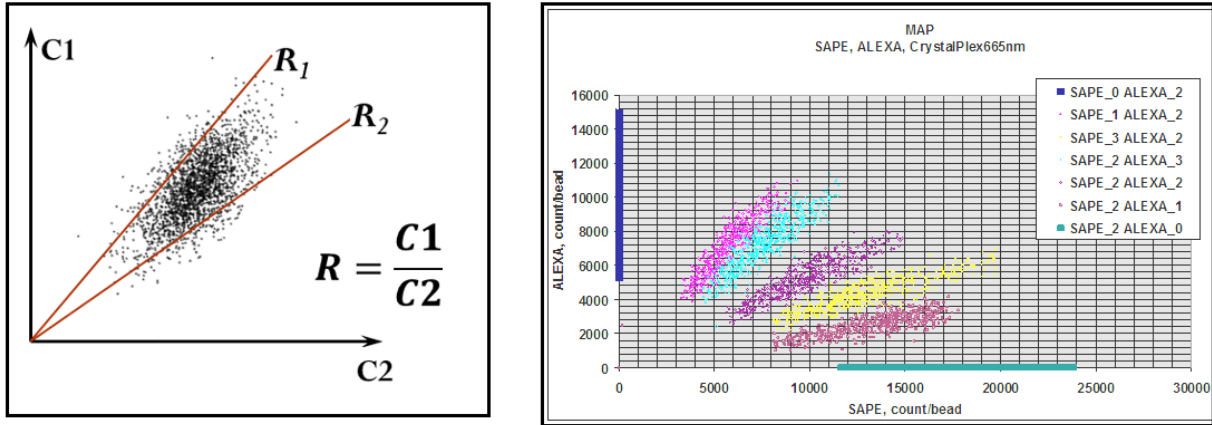 C1
R1
R2
R = C1
C2
C2
MAP
SAPE, ALEXA, CrystalPlex665nm
16000
14000
12000
10000
8000
6000
4000
2000
0
ALEXA, count/bead
0
5000
10000
15000
20000
25000
30000
SAPE, count/bead
SAPE_0 ALEXA_2
SAPE_1 ALEXA_2
SAPE_3 ALEXA_2
SAPE_2 ALEXA_3
SAPE_2 ALEXA_2
SAPE_2 ALEXA_1
SAPE_2 ALEXA_0